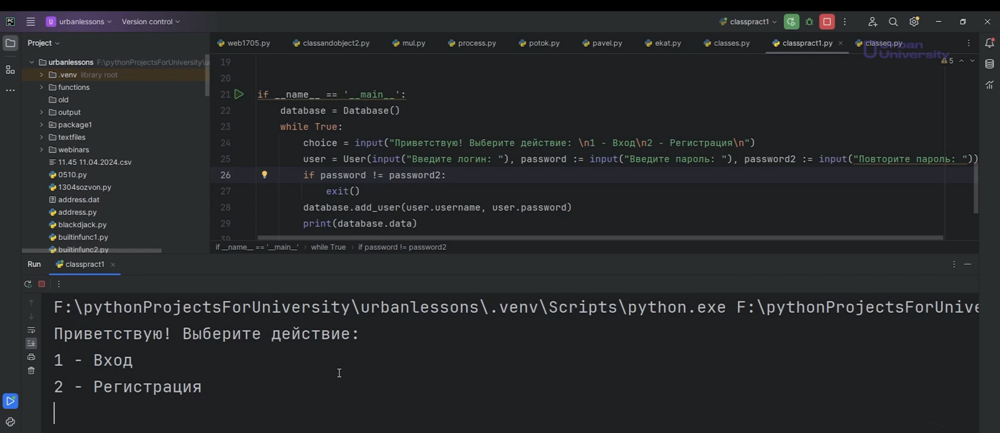 urbanlessons Version control classpract1
Project
web1705.py classandobject2.py mul.py process.py potok.py pavel.py ekat.py classes.py classpract1.py classeq.py
Urban University
urbanlessons F:\pythonProjectsForUniversity\u
.venv library root
functions
old
output
package1
textfiles
webinars
11.45 11.04.2024.csv
0510.py
1304sozvon.py
address.dat
address.py
blackdjack.py
builtinfunc1.py
builtinfunc2.py
5
19
20
21 if __name__ == '__main__':
22 database = Database()
23 while True:
24 choice = input("Приветствую! Выберите действие: \n1 - Вход\n2 - Регистрация\n")
25 user = User(input("Введите логин: "), password := input("Введите пароль: "), password2 := input("Повторите пароль: "))
26 if password != password2:
27 exit()
28 database.add_user(user.username, user.password)
29 print(database.data)
30
if __name__ == '__main__' › while True › if password != password2
Run classpract1
F:\pythonProjectsForUniversity\urbanlessons\.venv\Scripts\python.exe F:\pythonProjectsForUnive
Приветствую! Выберите действие:
1 - Вход
2 - Регистрация